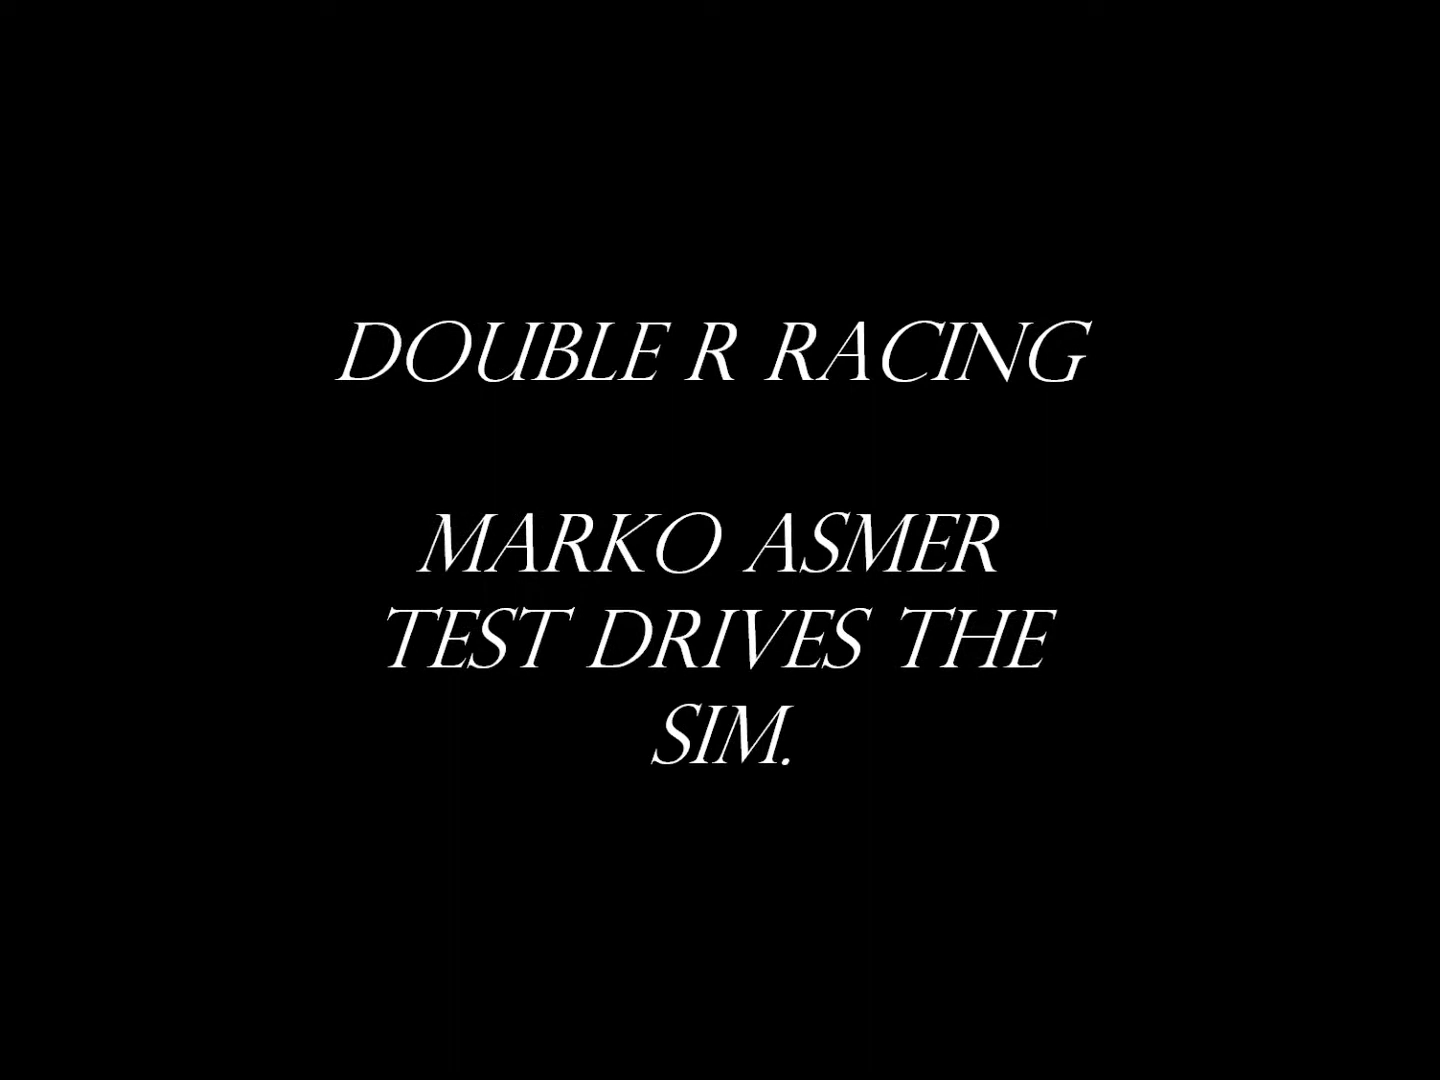 DOUBLE R RACING
MARKO ASMER
TEST DRIVES THE
SIM.